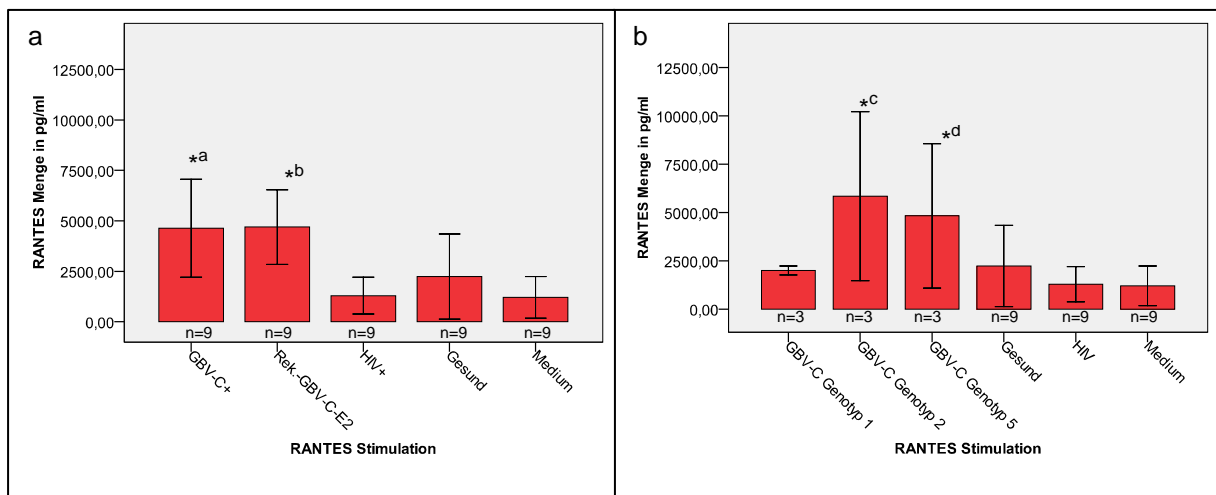 a
RANTES Menge in pg/ml
12500,00
10000,00
7500,00
5000,00
2500,00
0,00
*a
*b
n=9 n=9 n=9 n=9 n=9
GBV-C+
Rek.-GBV-C-E2
HIV+
Gesund
Medium
RANTES Stimulation
b
RANTES Menge in pg/ml
12500,00
10000,00
7500,00
5000,00
2500,00
0,00
*c
*d
n=3 n=3 n=3 n=9 n=9 n=9
GBV-C Genotyp 1
GBV-C Genotyp 2
GBV-C Genotyp 5
Gesund
HIV
Medium
RANTES Stimulation